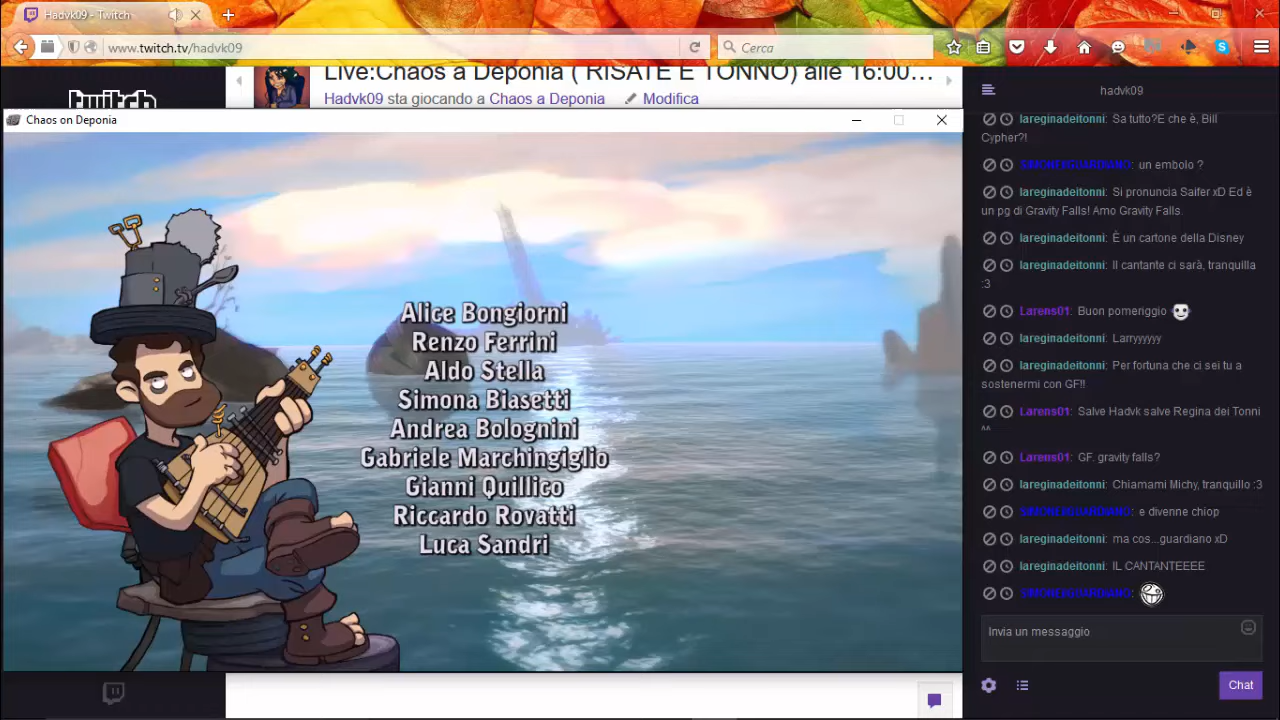 Hadvk09 - Twitch
www.twitch.tv/hadvk09
Cerca
twitch
Live:Chaos a Deponia ( RISATE E TONNO) alle 16:00…
Hadvk09 sta giocando a Chaos a Deponia
Modifica
Chaos on Deponia
Alice Bongiorni
Renzo Ferrini
Aldo Stella
Simona Biasetti
Andrea Bolognini
Gabriele Marchingiglio
Gianni Quillico
Riccardo Rovatti
Luca Sandri
hadvk09
lareginadeitonni: Sa tutto?E che è, Bill
Cypher?!
SIMONE#GUARDIANO: un embolo ?
lareginadeitonni: Si pronuncia Saifer xD Ed è
un pg di Gravity Falls! Amo Gravity Falls.
lareginadeitonni: È un cartone della Disney
lareginadeitonni: Il cantante ci sarà, tranquilla
:3
Larens01: Buon pomeriggio
lareginadeitonni: Larryyyyyy
lareginadeitonni: Per fortuna che ci sei tu a
sostenermi con GF!!
Larens01: Salve Hadvk salve Regina dei Tonni
^^
Larens01: GF. gravity falls?
lareginadeitonni: Chiamami Michy, tranquillo :3
e divenne chiop
lareginadeitonni: ma cos...guardiano xD
lareginadeitonni: IL CANTANTEEEE
Invia un messaggio
Chat